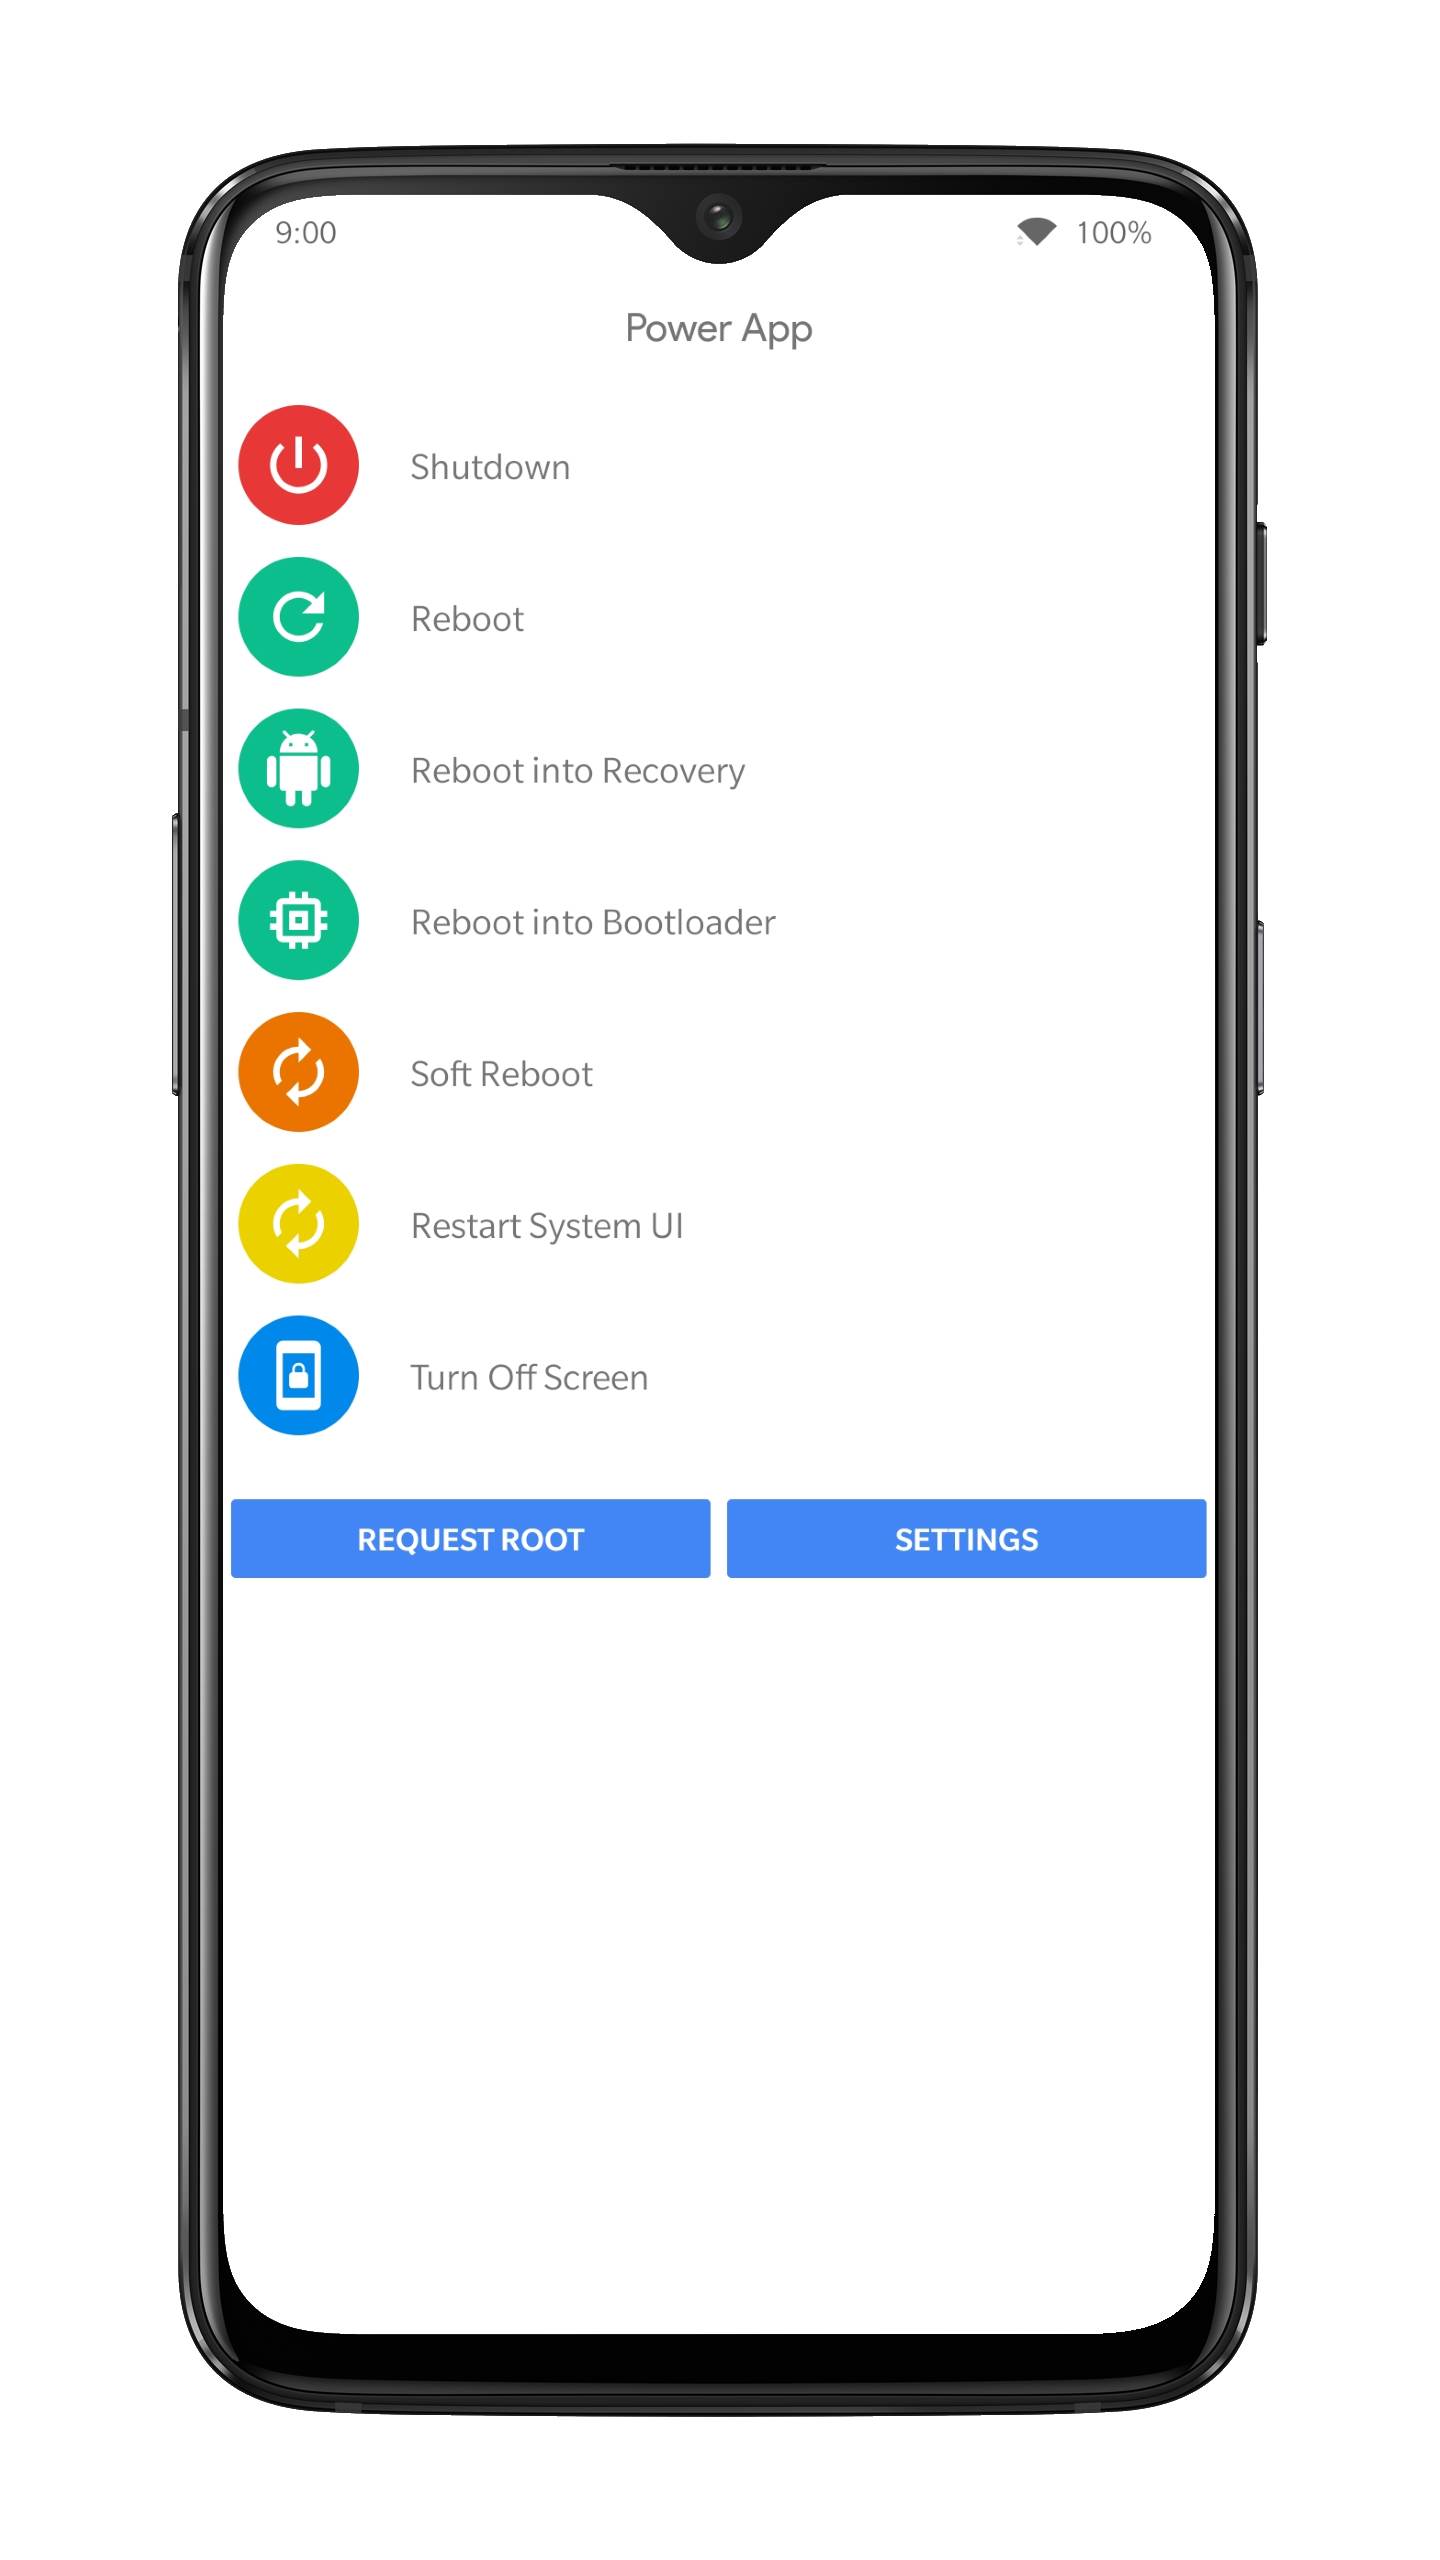 9:00
100%
Power App
Shutdown
Reboot
Reboot into Recovery
Reboot into Bootloader
Soft Reboot
Restart System UI
Turn Off Screen
REQUEST ROOT
SETTINGS